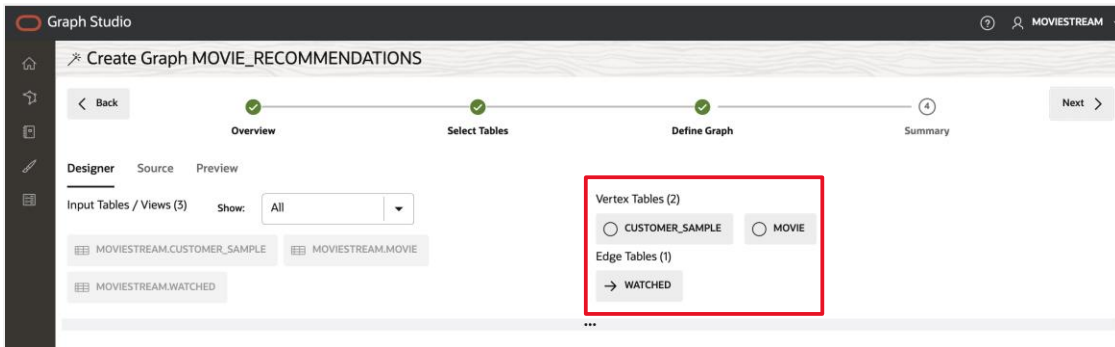 Graph Studio
? MOVIESTREAM
Create Graph MOVIE_RECOMMENDATIONS
< Back
Overview
Select Tables
Define Graph
4
Summary
Next >
Designer Source Preview
Input Tables / Views (3) Show: All
MOVIESTREAM.CUSTOMER_SAMPLE MOVIESTREAM.MOVIE
MOVIESTREAM.WATCHED
Vertex Tables (2)
CUSTOMER_SAMPLE MOVIE
Edge Tables (1)
→ WATCHED
•••